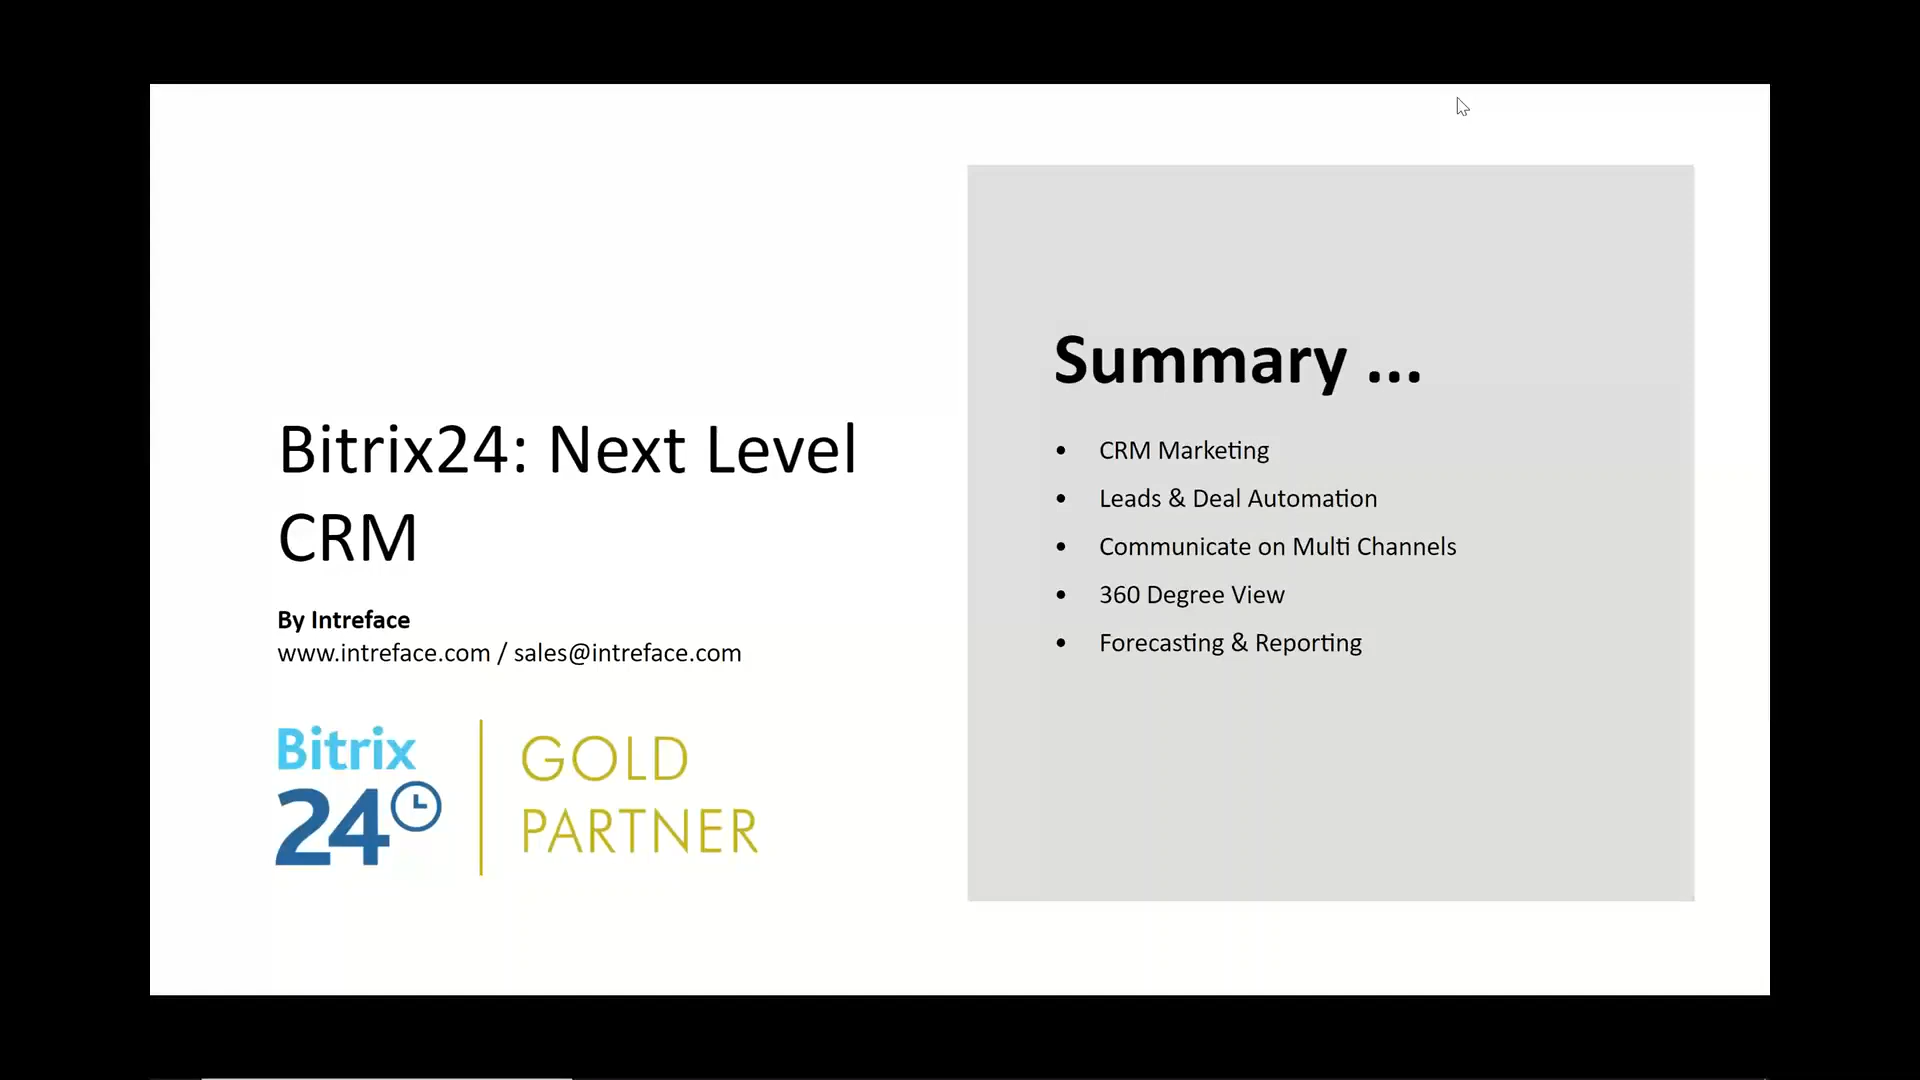 Bitrix24: Next Level
CRM
By Intreface
www.intreface.com / sales@intreface.com
Bitrix
24
GOLD
PARTNER
Summary ...
• CRM Marketing
• Leads & Deal Automation
• Communicate on Multi Channels
• 360 Degree View
• Forecasting & Reporting